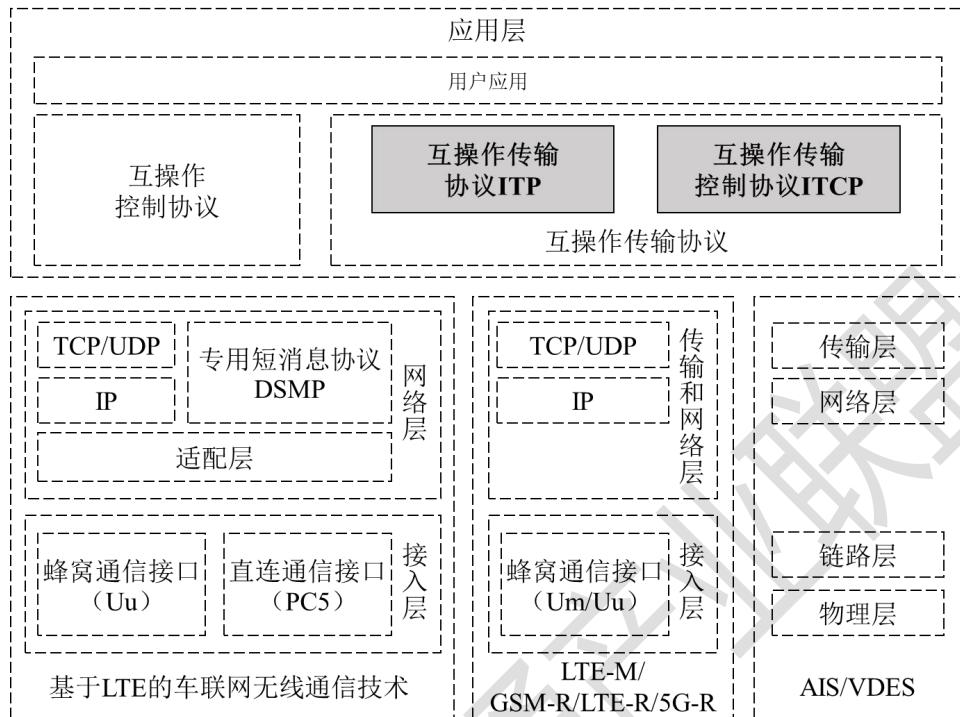 应用层
用户应用
互操作
控制协议
互操作传输
协议ITP
互操作传输
控制协议ITCP
互操作传输协议
TCP/UDP
IP
专用短消息协议
DSMP
适配层
网络层
蜂窝通信接口
（Uu）
直连通信接口
（PC5）
接入层
基于LTE的车联网无线通信技术
TCP/UDP
IP
传输和网络层
蜂窝通信接口
（Um/Uu）
接入层
LTE-M/
GSM-R/LTE-R/5G-R
传输层
网络层
链路层
物理层
AIS/VDES
产业联盟